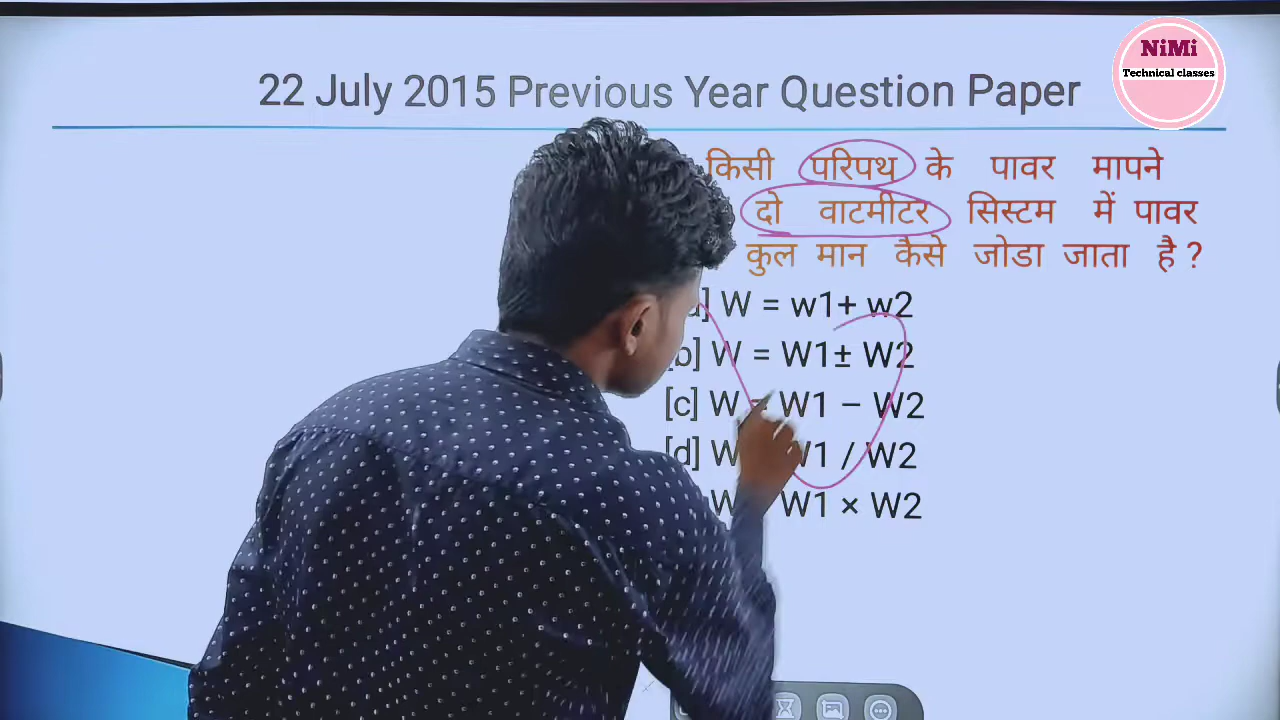 NiMi
Technical classes
22 July 2015 Previous Year Question Paper
किसी परिपथ के पावर मापने
दो वाटमीटर सिस्टम में पावर
कुल मान कैसे जोडा जाता है ?
W = w1+ w2
[b] W = W1± W2
[c] W = W1 – W2
[d] W W1 / W2
W W1 × W2